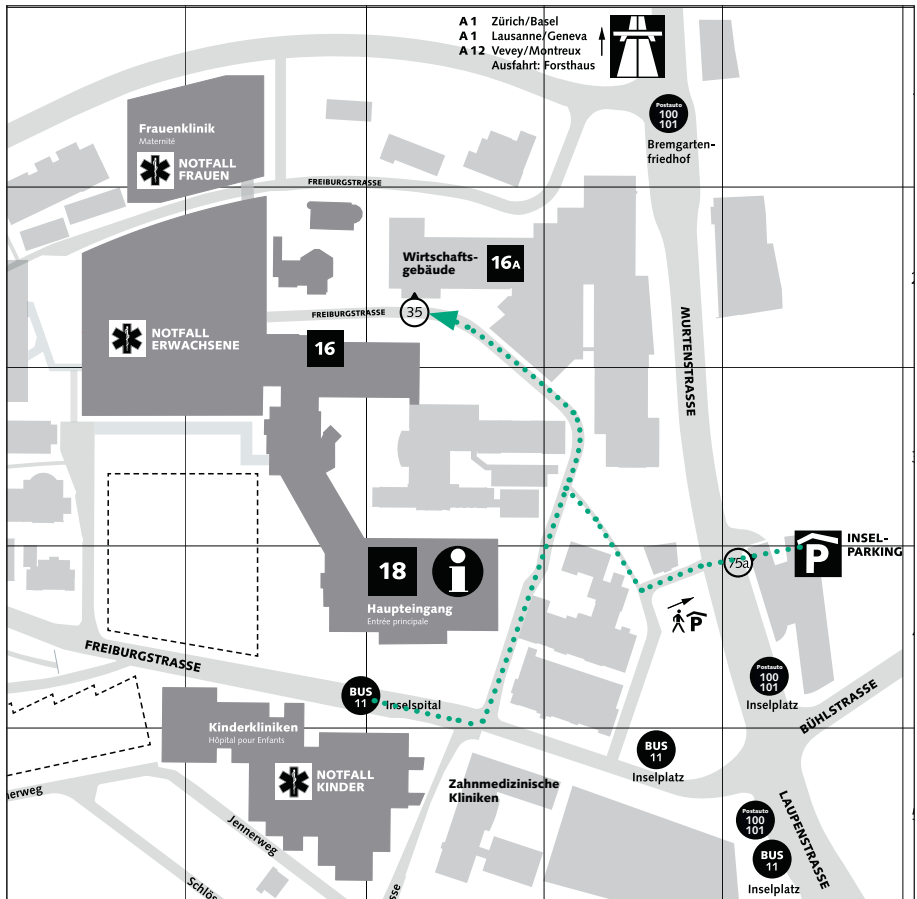 A 1 Zürich/Basel
A 1 Lausanne/Geneva
A 12 Vevey/Montreux
Ausfahrt: Forsthaus
Postauto
100
101
Bremgarten-
friedhof
Frauenklinik
Maternité
NOTFALL
FRAUEN
FREIBURGSTRASSE
Wirtschafts-
gebäude
16A
FREIBURGSTRASSE
35
NOTFALL
ERWACHSENE
16
MURTENSTRASSE
INSEL-
PARKING
P
75a
18
Haupteingang
Entrée principale
P
FREIBURGSTRASSE
BUS
11
Inselspital
Postauto
100
101
Inselplatz
BÜHLSTRASSE
Kinderkliniken
Hôpital pour Enfants
BUS
11
Inselplatz
NOTFALL
KINDER
Zahnmedizinische
Kliniken
nerweg
Jennerweg
Postauto
100
101
LAUPENSTRASSE
BUS
11
Inselplatz
Schlös
sse